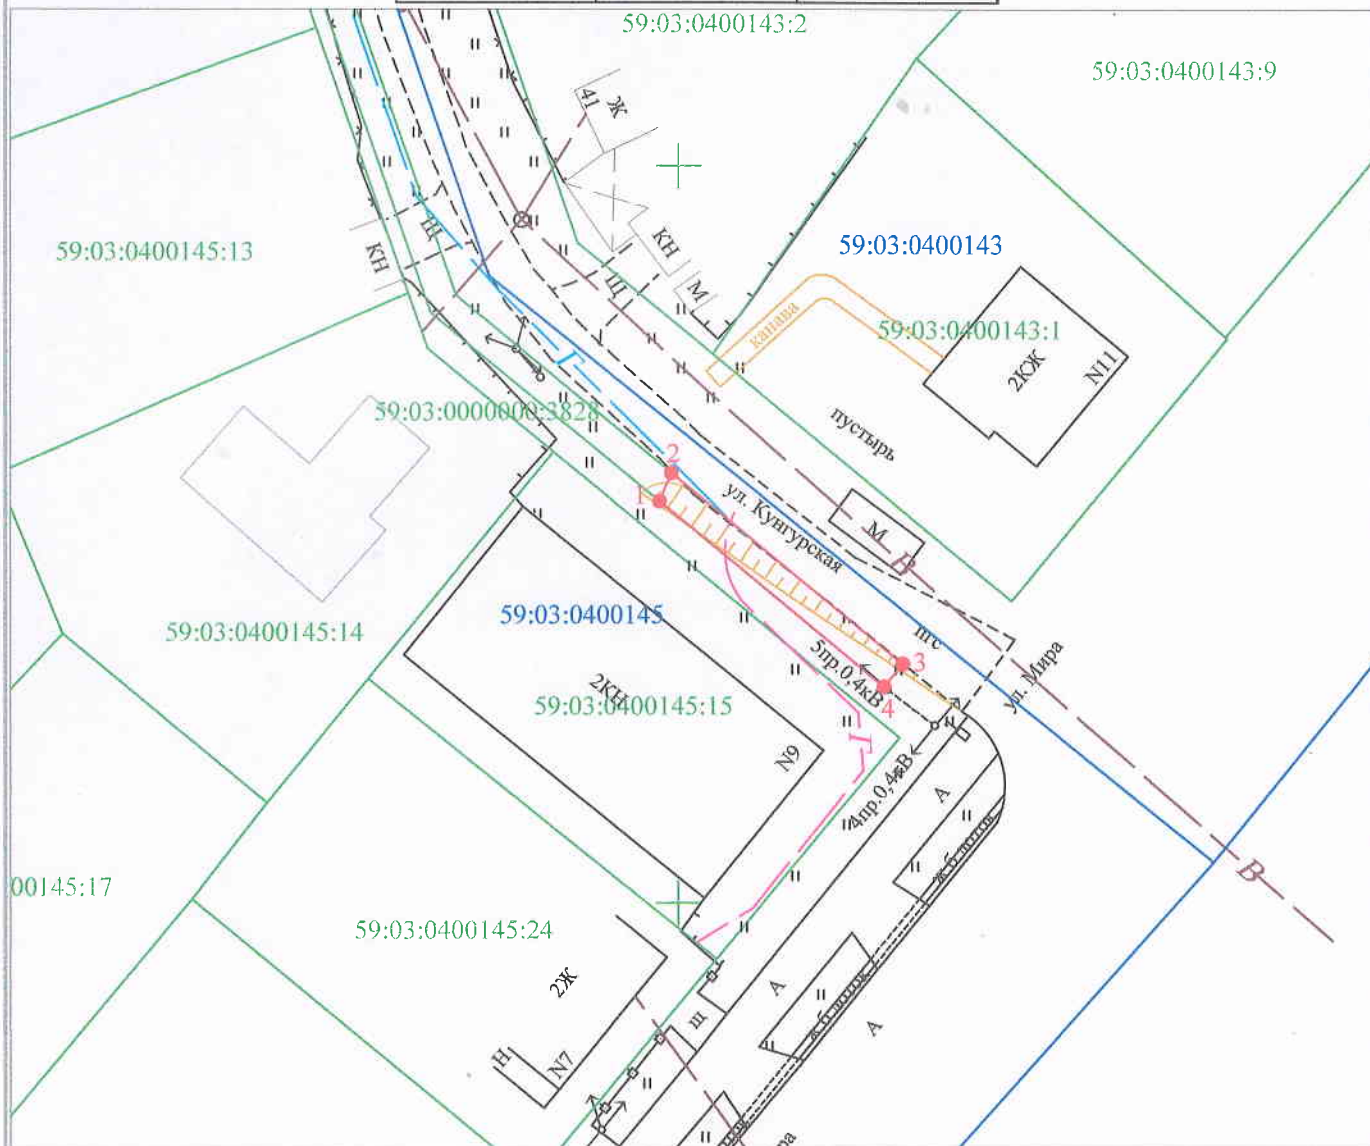 59:03:0400143:2
59:03:0400143:9
Ж
41
59:03:0400145:13
Щ
КН
КН
59:03:0400143
Щ
М
канава
59:03:0400143:1
2КЖ
N11
Г
59:03:0000000:3828
пустырь
2
1
ул. Кунгурская
М
В
59:03:0400145:14
59:03:0400145
пгс
3
5пр.0,4кВ
ул. Мира
4
2КН
59:03:0400145:15
Г
N9
4пр.0,4кВ
А
ж/б лоток
В
00145:17
59:03:0400145:24
2Ж
А
ж/б лоток
А
щ
Н
N7
ра